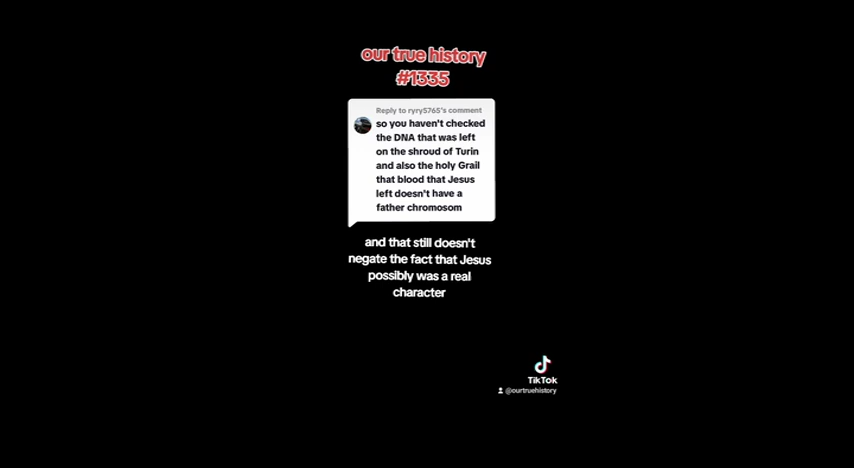 our true history
#1335
Reply to ryry5765's comment
so you haven't checked
the DNA that was left
on the shroud of Turin
and also the holy Grail
that blood that Jesus
left doesn't have a
father chromosom
and that still doesn't
negate the fact that Jesus
possibly was a real
character
TikTok
@ourtruehistory